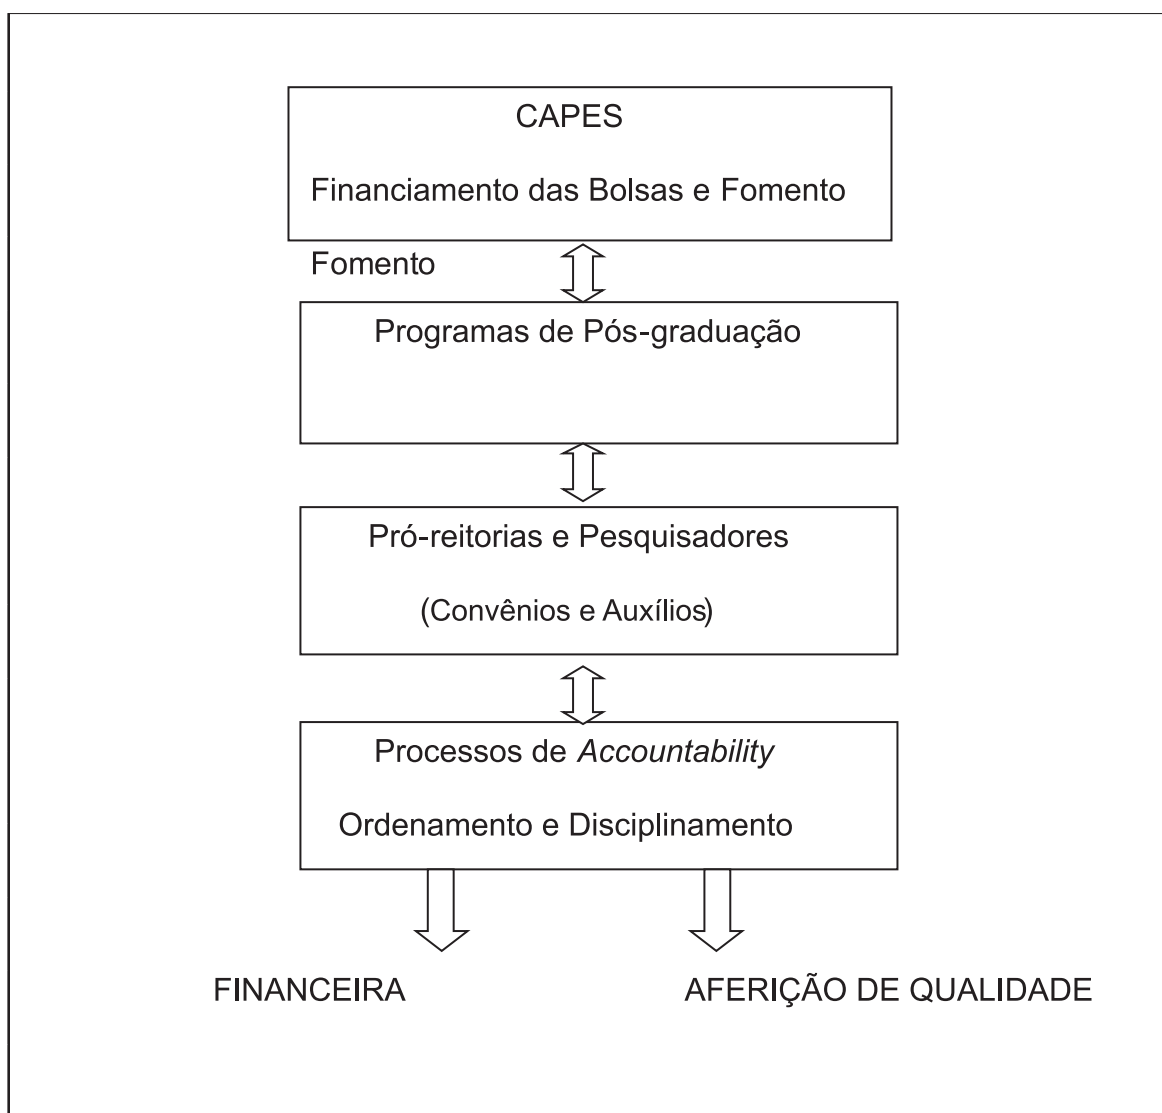 CAPES
Financiamento das Bolsas e Fomento
Fomento
Programas de Pós-graduação
Pró-reitorias e Pesquisadores
(Convênios e Auxílios)
Processos de Accountability
Ordenamento e Disciplinamento
FINANCEIRA
AFERIÇÃO DE QUALIDADE